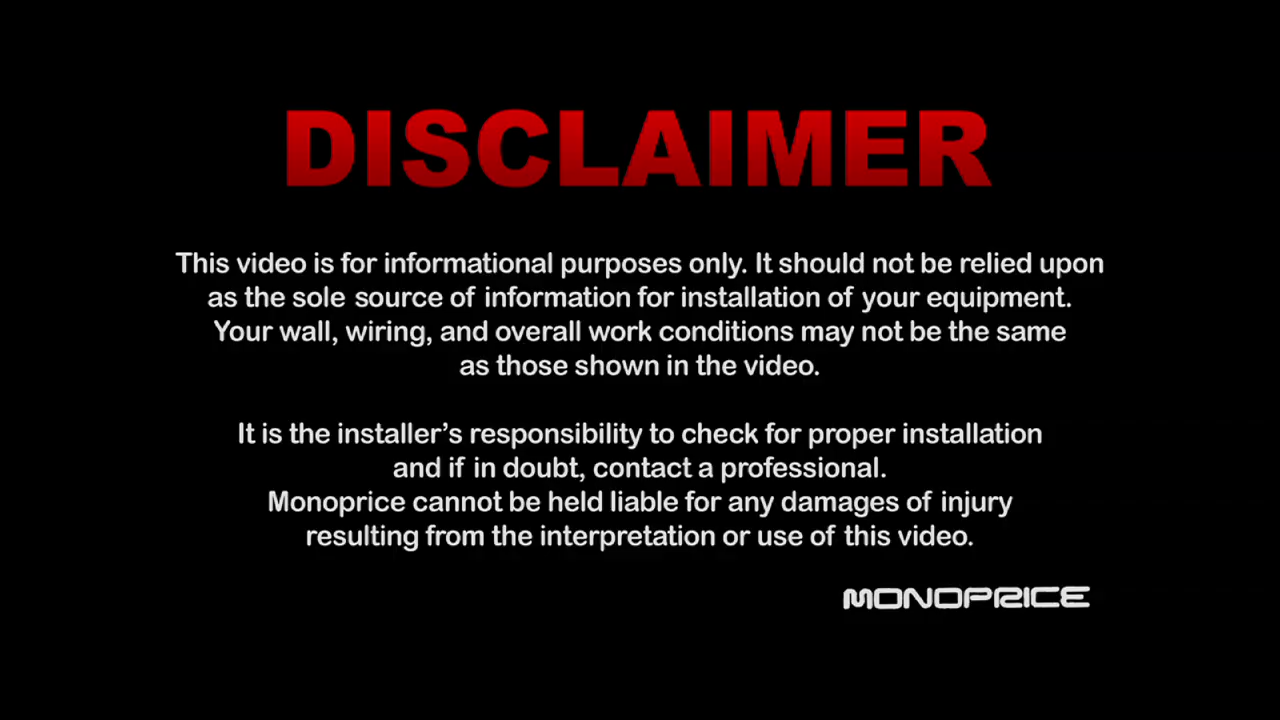 DISCLAIMER
This video is for informational purposes only. It should not be relied upon
as the sole source of information for installation of your equipment.
Your wall, wiring, and overall work conditions may not be the same
as those shown in the video.
It is the installer’s responsibility to check for proper installation
and if in doubt, contact a professional.
Monoprice cannot be held liable for any damages of injury
resulting from the interpretation or use of this video.
MONOPRICE